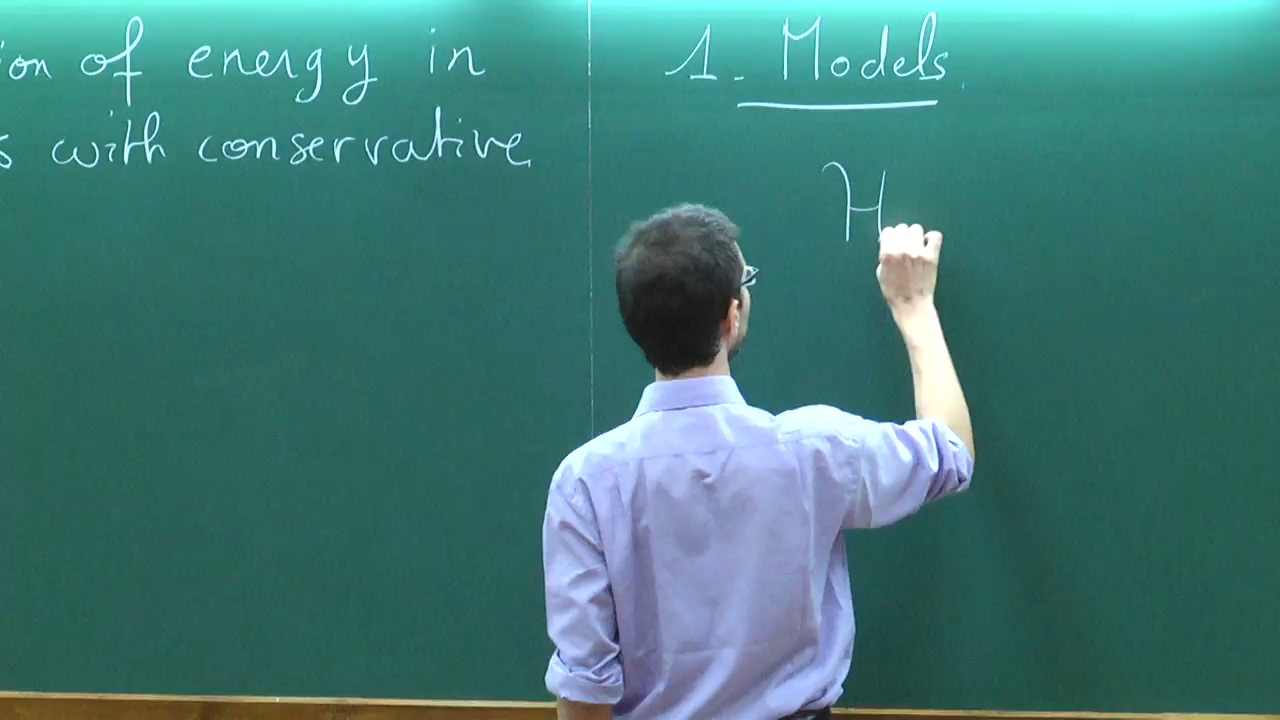 ion of energy in
s with conservative
1. Models
H